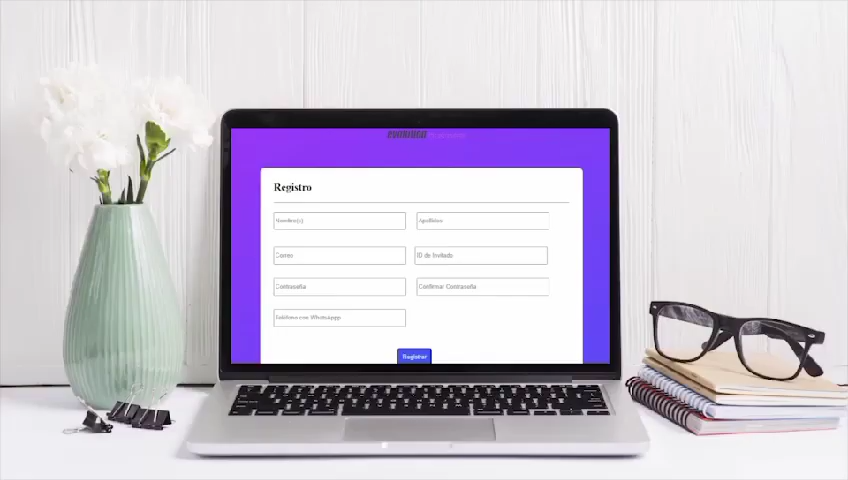 Registro
Nombre(s) Apellidos
Correo ID de Invitado
Contraseña Confirmar Contraseña
Teléfono con WhatsApp
Registrar